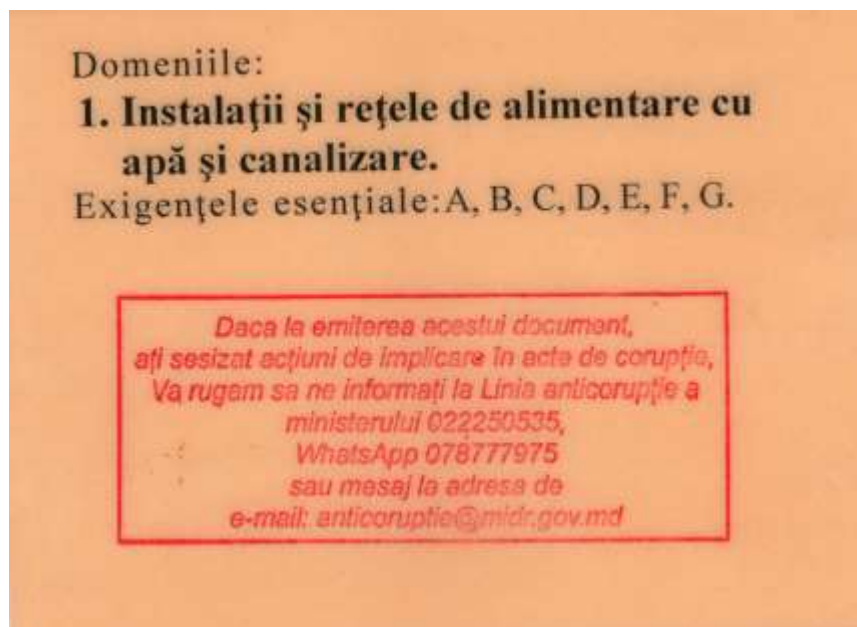 Domeniile:
1. Instalaţii şi reţele de alimentare cu
apă şi canalizare.
Exigenţele esenţiale:A, B, C, D, E, F, G.
Daca la emiterea acestui document,
aţi sesizat acţiuni de implicare în acte de corupţie,
Va rugam sa ne informaţi la Linia anticorupţie a
ministerului 022250535,
WhatsApp 078777975
sau mesaj la adresa de
e-mail: anticoruptie@midr.gov.md